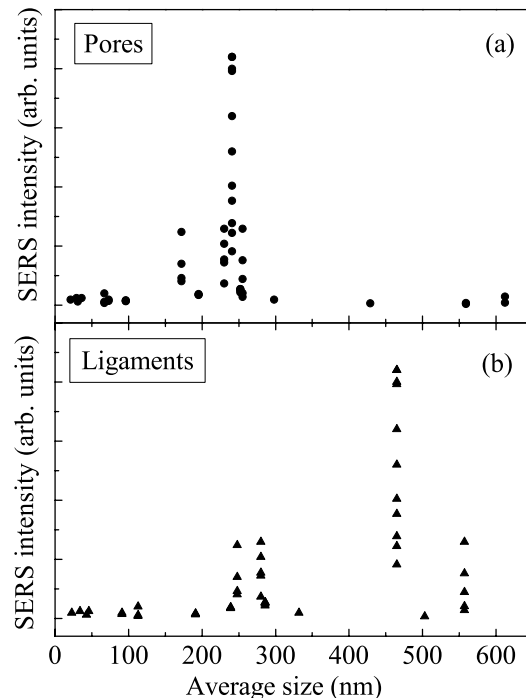 Pores
(a)
SERS intensity (arb. units)
Ligaments
(b)
SERS intensity (arb. units)
0 100 200 300 400 500 600
Average size (nm)